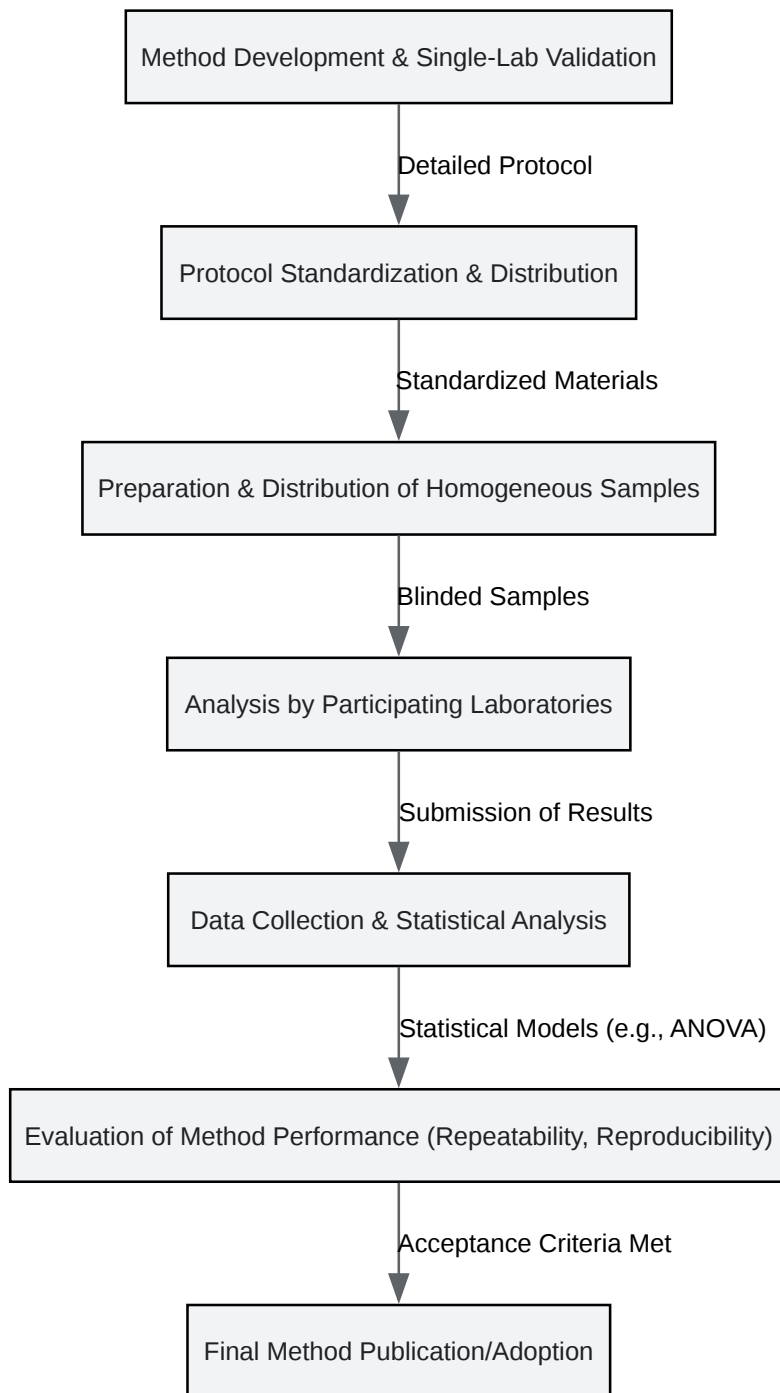 Method Development & Single-Lab Validation
Detailed Protocol
Protocol Standardization & Distribution
Standardized Materials
Preparation & Distribution of Homogeneous Samples
Blinded Samples
Analysis by Participating Laboratories
Submission of Results
Data Collection & Statistical Analysis
Statistical Models (e.g., ANOVA)
Evaluation of Method Performance (Repeatability, Reproducibility)
Acceptance Criteria Met
Final Method Publication/Adoption